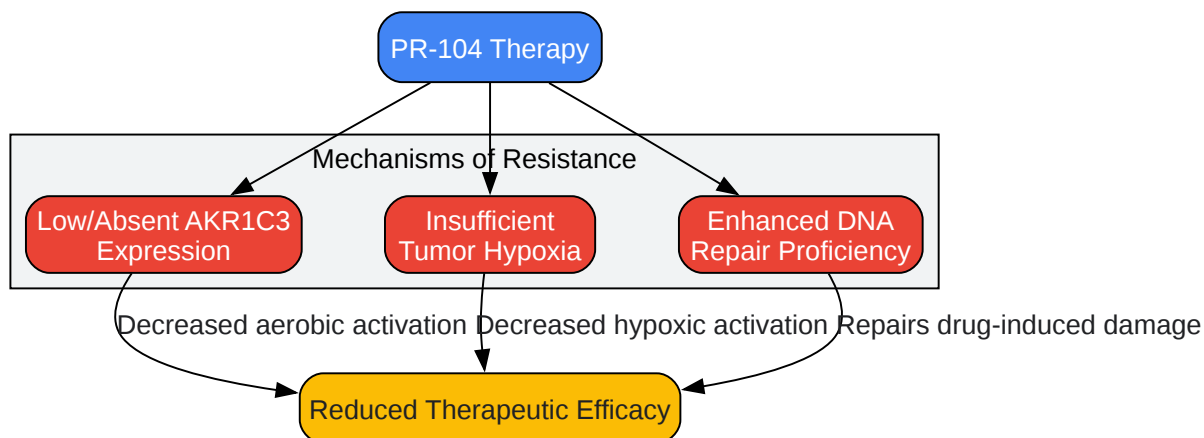 PR-104 Therapy
Mechanisms of Resistance
Low/Absent AKR1C3
Expression
Insufficient
Tumor Hypoxia
Enhanced DNA
Repair Proficiency
Decreased aerobic activation
Decreased hypoxic activation
Repairs drug-induced damage
Reduced Therapeutic Efficacy